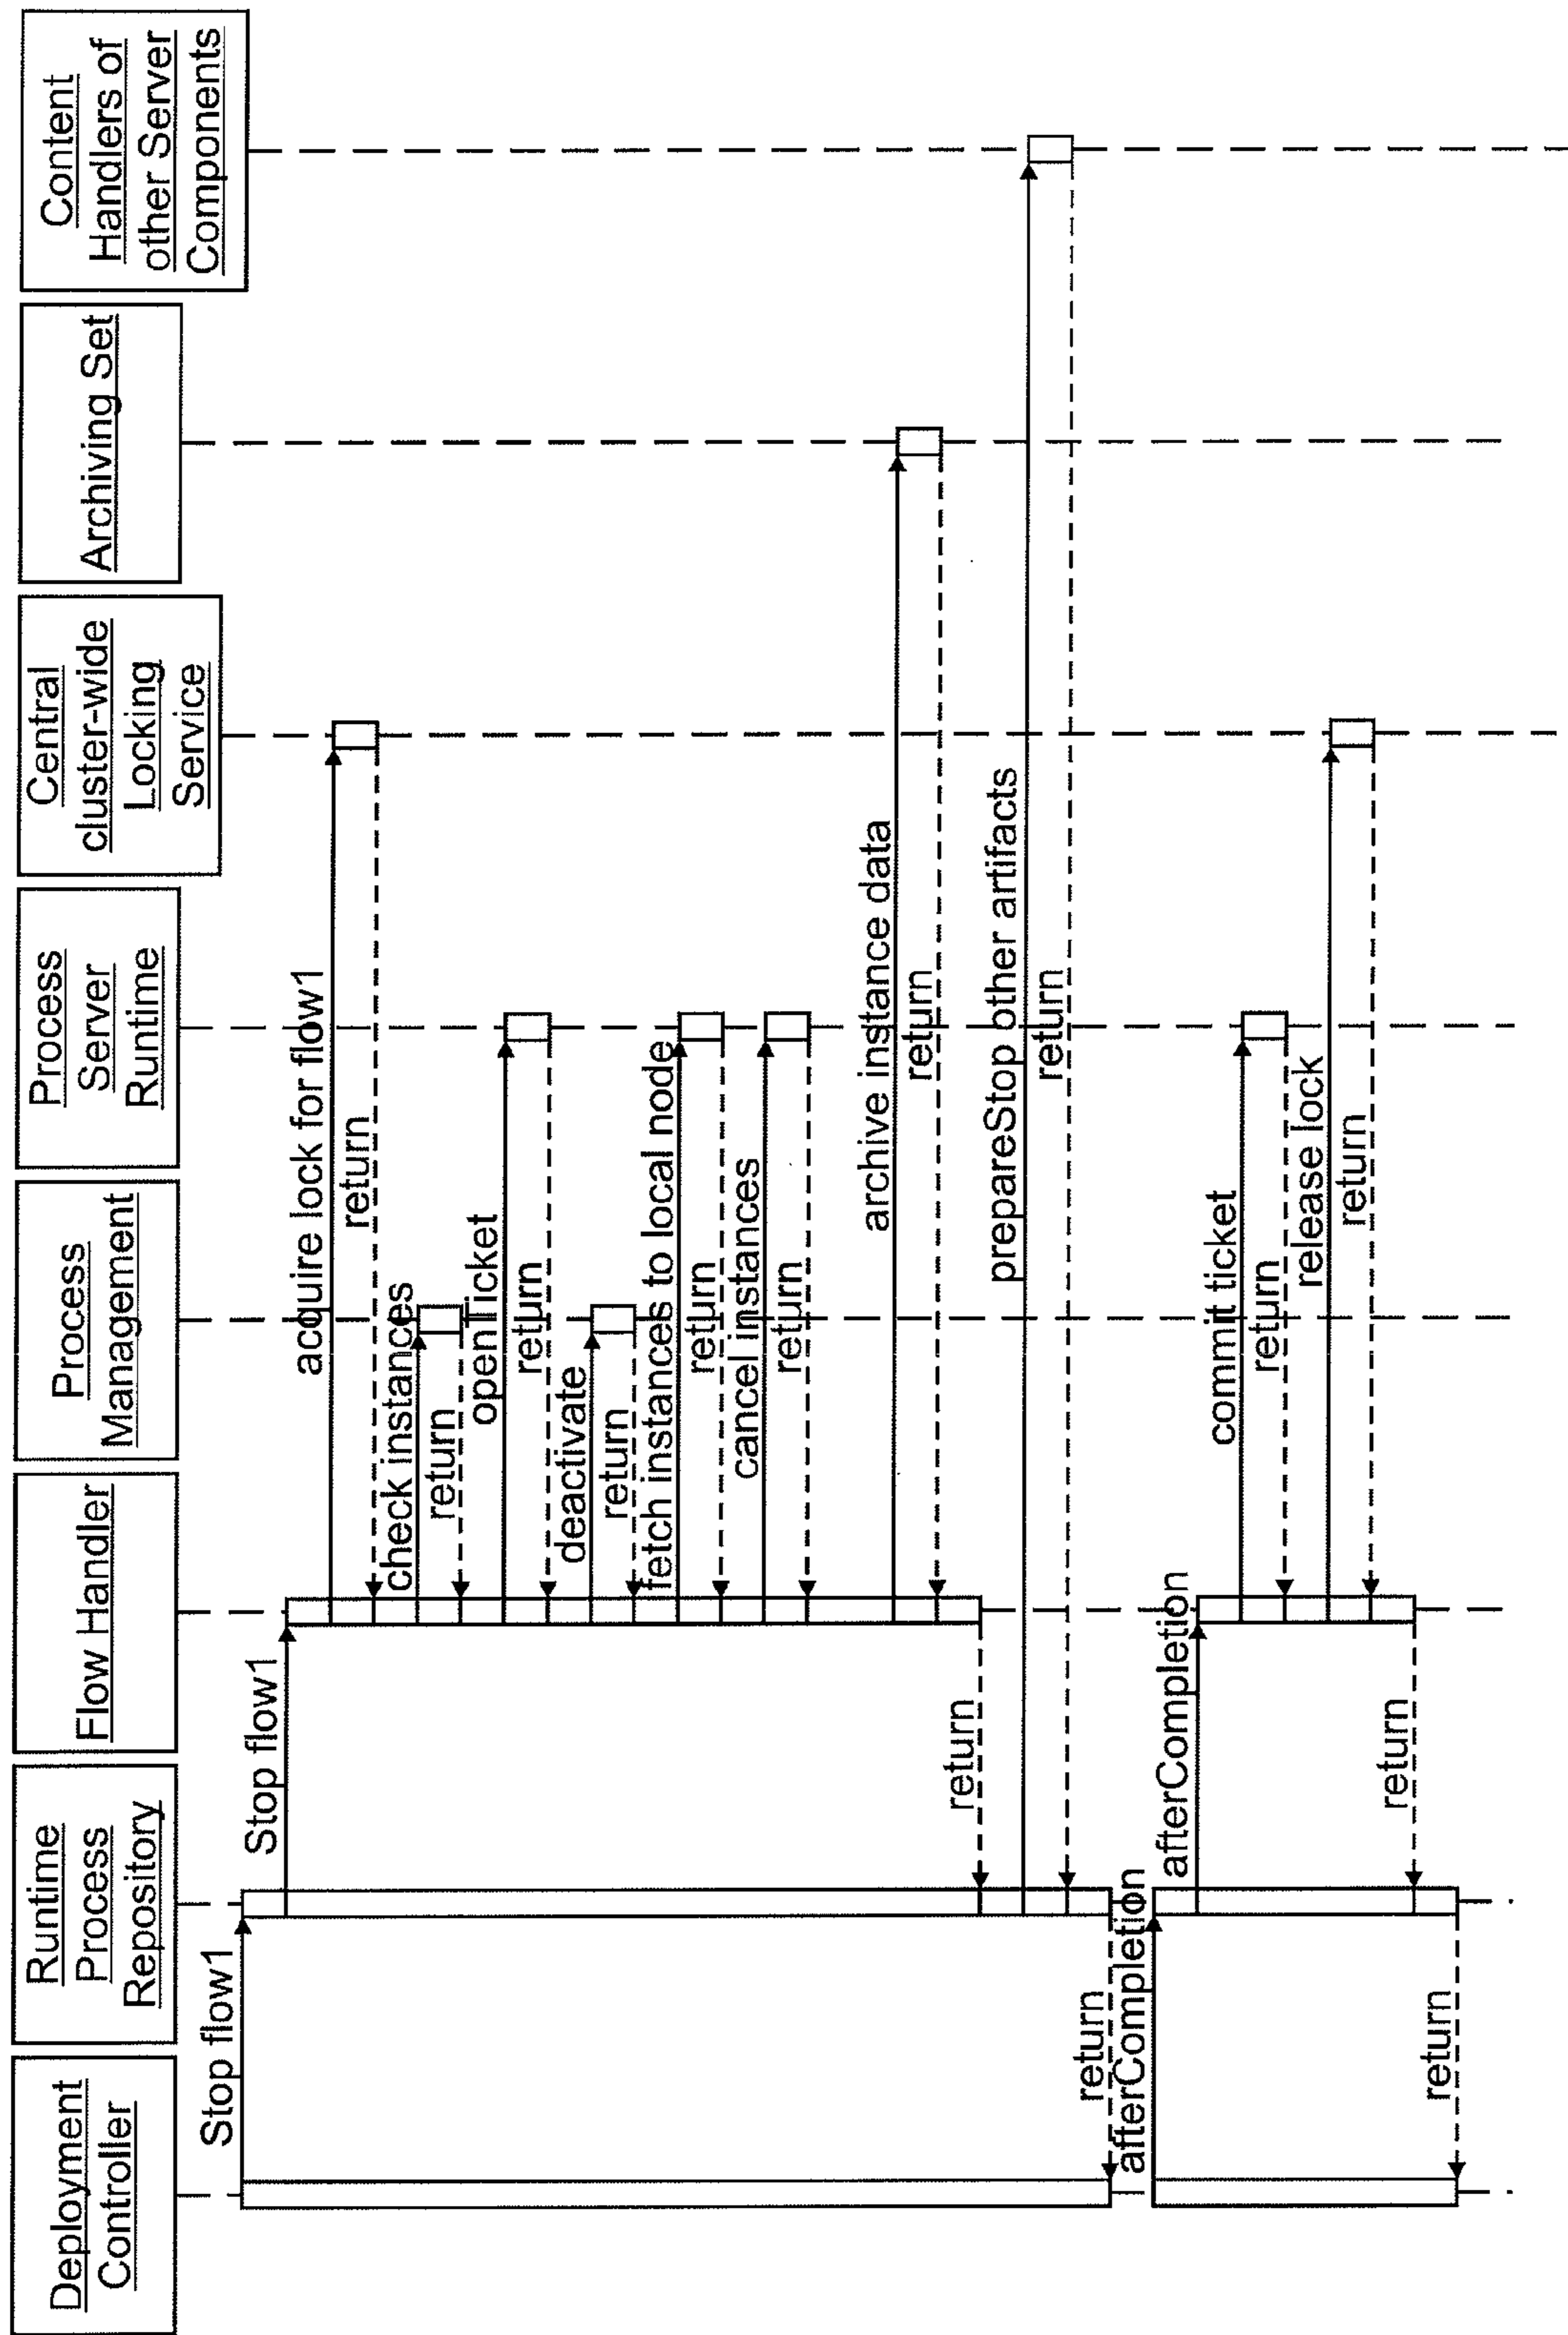 Deployment
Controller
Runtime
Process
Repository
Flow Handler
Process
Management
Process
Server
Runtime
Central
cluster-wide
Locking
Service
Archiving Set
Content
Handlers of
other Server
Components
Stop flow1
Stop flow1
acquire lock for flow1
return
check instances
return
open ticket
return
deactivate
return
fetch instances to local node
return
cancel instances
return
archive instance data
return
return
prepareStop other artifacts
return
return
afterCompletion
afterCompletion
commit ticket
return
release lock
return
return
return